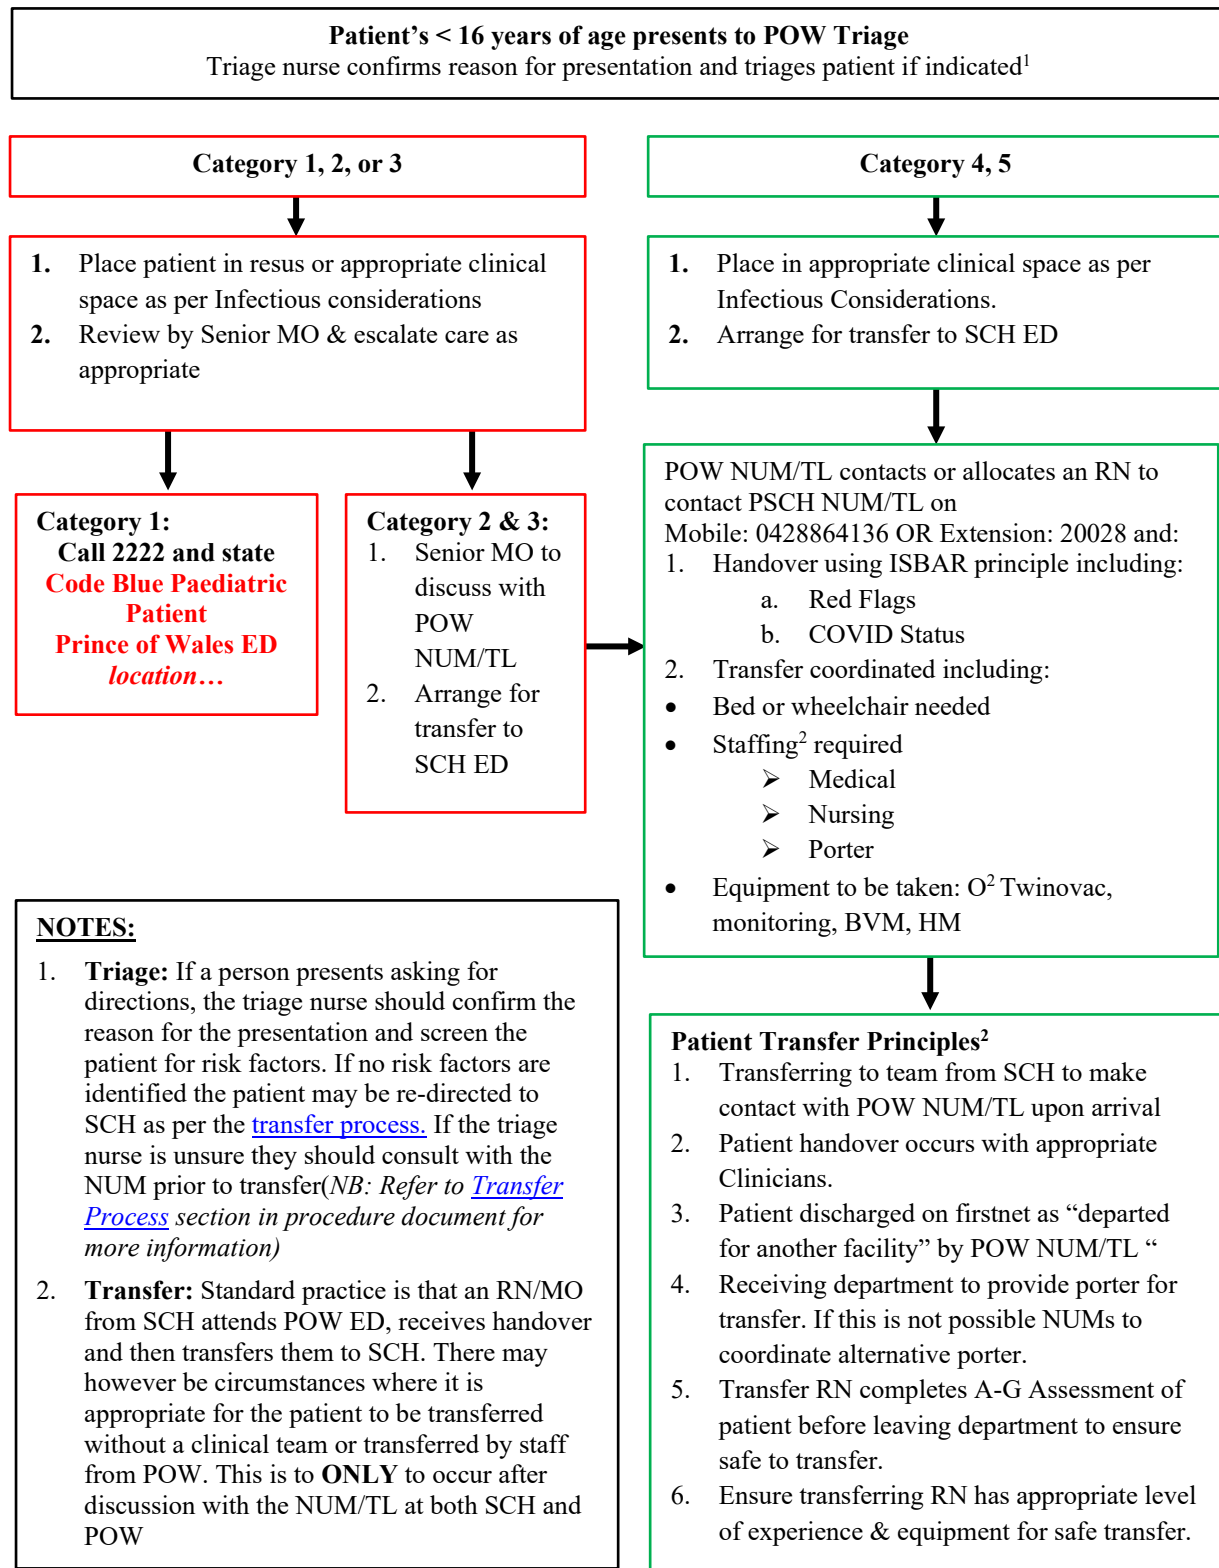 Patient’s < 16 years of age presents to POW Triage
Triage nurse confirms reason for presentation and triages patient if indicated1
Category 1, 2, or 3
1. Place patient in resus or appropriate clinical
space as per Infectious considerations
2. Review by Senior MO & escalate care as
appropriate
Category 1:
Call 2222 and state
Code Blue Paediatric
Patient
Prince of Wales ED
location…
Category 2 & 3:
1. Senior MO to
discuss with
POW
NUM/TL
2. Arrange for
transfer to
SCH ED
Category 4, 5
1. Place in appropriate clinical space as per
Infectious Considerations.
2. Arrange for transfer to SCH ED
POW NUM/TL contacts or allocates an RN to
contact PSCH NUM/TL on
Mobile: 0428864136 OR Extension: 20028 and:
1. Handover using ISBAR principle including:
a. Red Flags
b. COVID Status
2. Transfer coordinated including:
• Bed or wheelchair needed
• Staffing2 required
➢ Medical
➢ Nursing
➢ Porter
• Equipment to be taken: O2 Twinovac,
monitoring, BVM, HM
NOTES:
1. Triage: If a person presents asking for
directions, the triage nurse should confirm the
reason for the presentation and screen the
patient for risk factors. If no risk factors are
identified the patient may be re-directed to
SCH as per the transfer process. If the triage
nurse is unsure they should consult with the
NUM prior to transfer(NB: Refer to Transfer
Process section in procedure document for
more information)
2. Transfer: Standard practice is that an RN/MO
from SCH attends POW ED, receives handover
and then transfers them to SCH. There may
however be circumstances where it is
appropriate for the patient to be transferred
without a clinical team or transferred by staff
from POW. This is to ONLY to occur after
discussion with the NUM/TL at both SCH and
POW
Patient Transfer Principles2
1. Transferring to team from SCH to make
contact with POW NUM/TL upon arrival
2. Patient handover occurs with appropriate
Clinicians.
3. Patient discharged on firstnet as “departed
for another facility” by POW NUM/TL “
4. Receiving department to provide porter for
transfer. If this is not possible NUMs to
coordinate alternative porter.
5. Transfer RN completes A-G Assessment of
patient before leaving department to ensure
safe to transfer.
6. Ensure transferring RN has appropriate level
of experience & equipment for safe transfer.